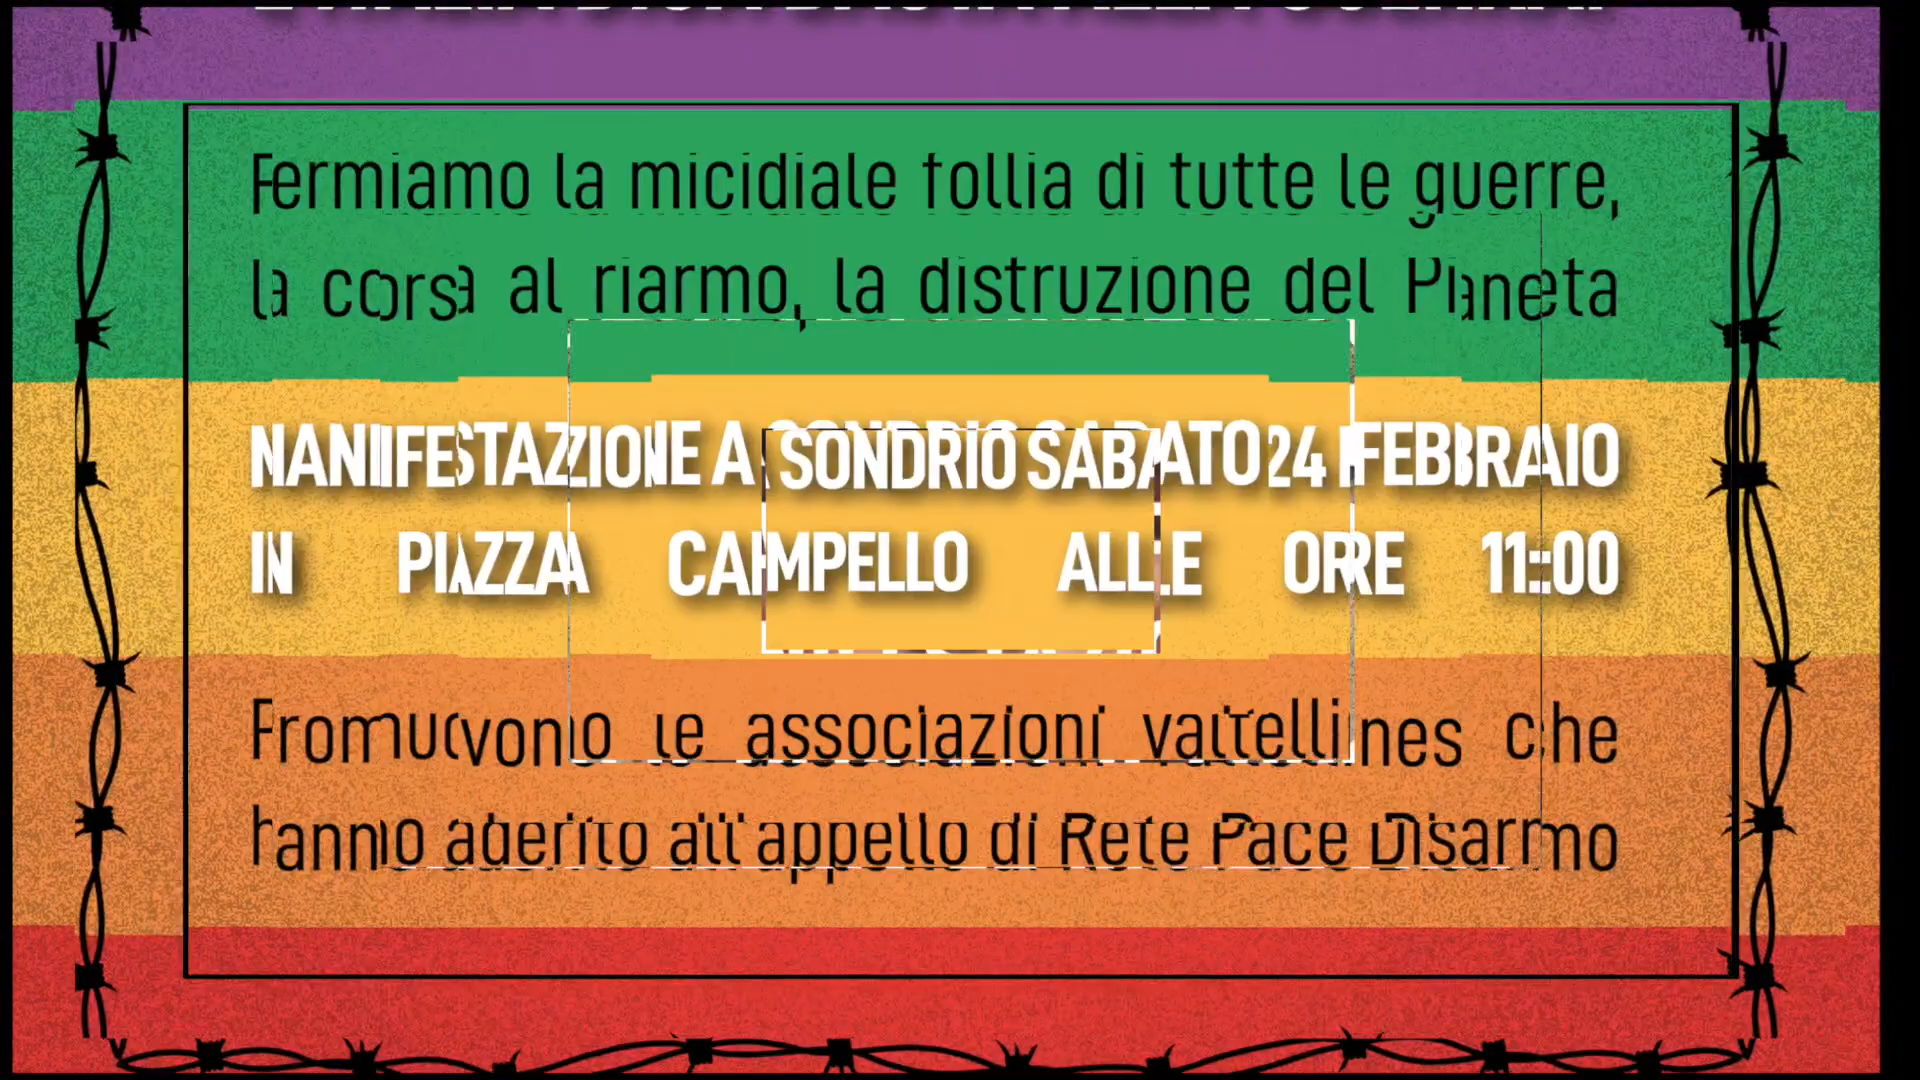 Fermiamo la micidiale follia di tutte le guerre,
la corsa al riarmo, la distruzione del Pianeta
MANIFESTAZIONE A SONDRIO SABATO 24 FEBBRAIO
IN PIAZZA CAMPELLO ALLE ORE 11:00
Promuovono le associazioni valtellines che
hanno aderito all'appello di Rete Pace Disarmo